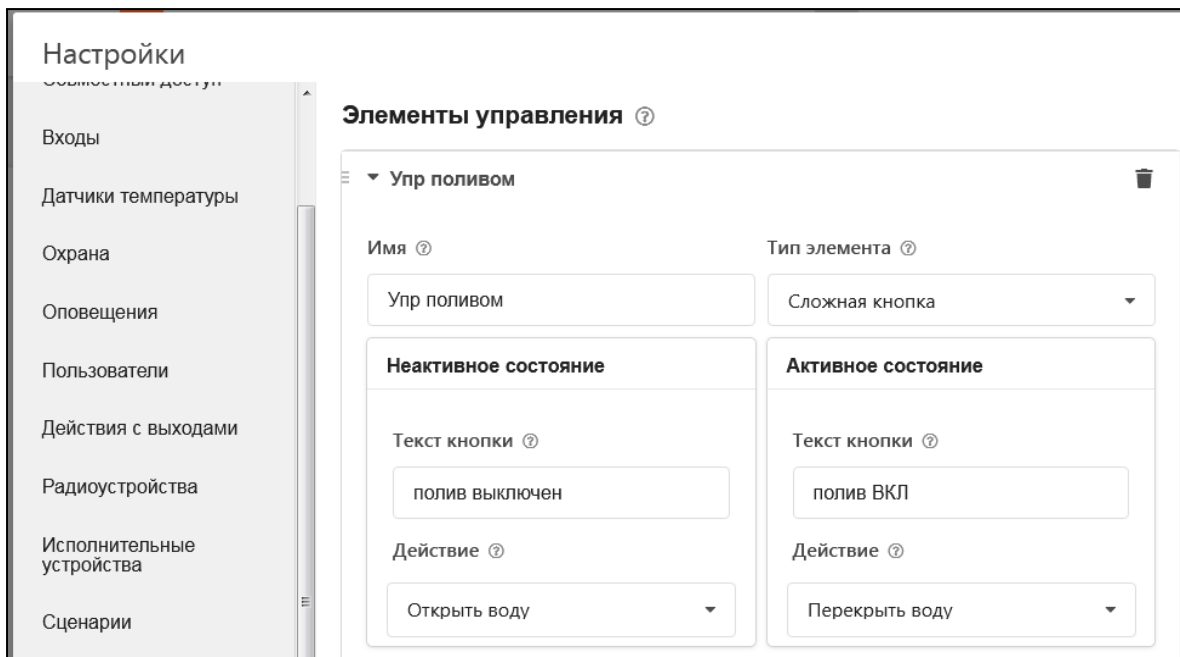 Настройки
Совместный доступ
Входы
Датчики температуры
Охрана
Оповещения
Пользователи
Действия с выходами
Радиоустройства
Исполнительные
устройства
Сценарии
Элементы управления
Упр поливом
Имя
Тип элемента
Упр поливом
Сложная кнопка
Неактивное состояние
Активное состояние
Текст кнопки
Текст кнопки
полив выключен
полив ВКЛ
Действие
Действие
Открыть воду
Перекрыть воду